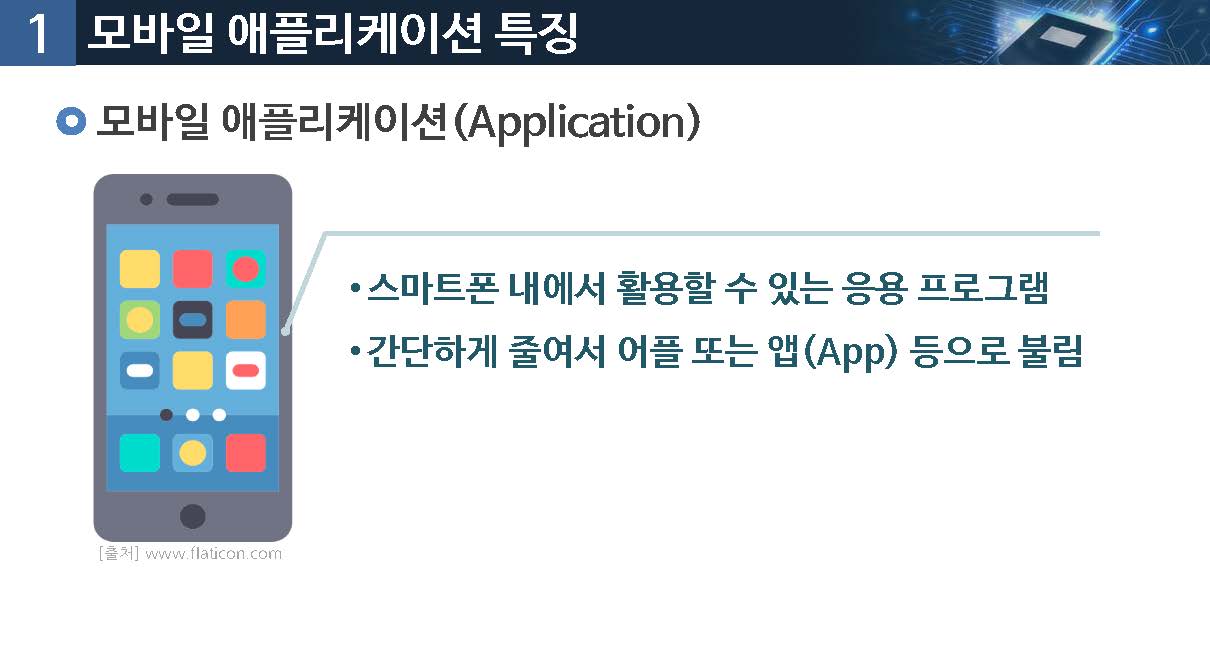 1 모바일 애플리케이션 특징
모바일 애플리케이션(Application)
•스마트폰 내에서 활용할 수 있는 응용 프로그램
•간단하게 줄여서 어플 또는 앱(App) 등으로 불림
[출처] www.flaticon.com